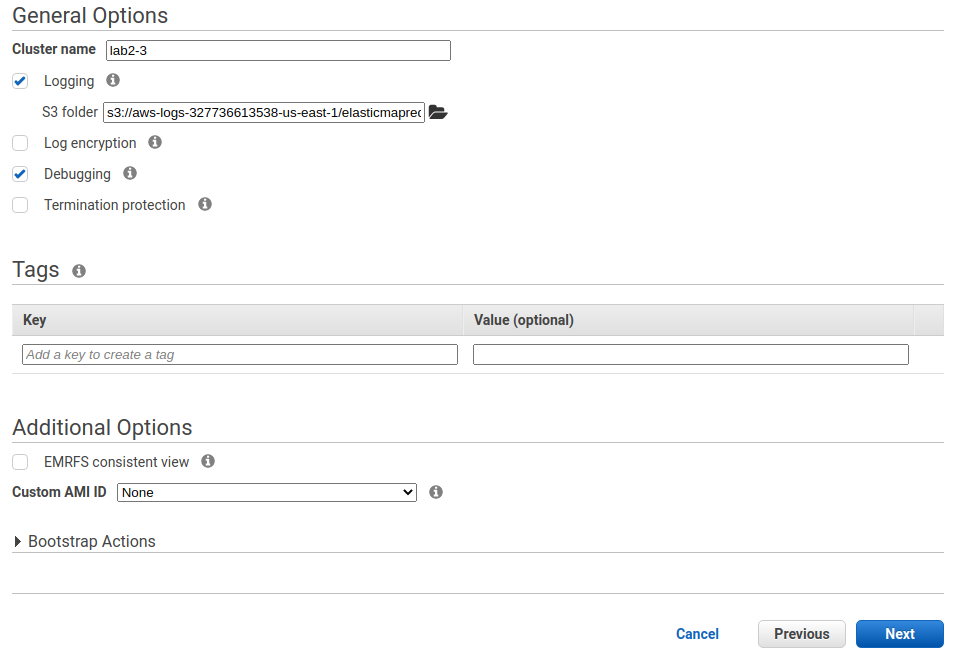 General Options
Cluster name lab2-3
Logging
S3 folder s3://aws-logs-327736613538-us-east-1/elasticmapred
Log encryption
Debugging
Termination protection
Tags
Key Value (optional)
Add a key to create a tag
Additional Options
EMRFS consistent view
Custom AMI ID None
Bootstrap Actions
Cancel Previous Next